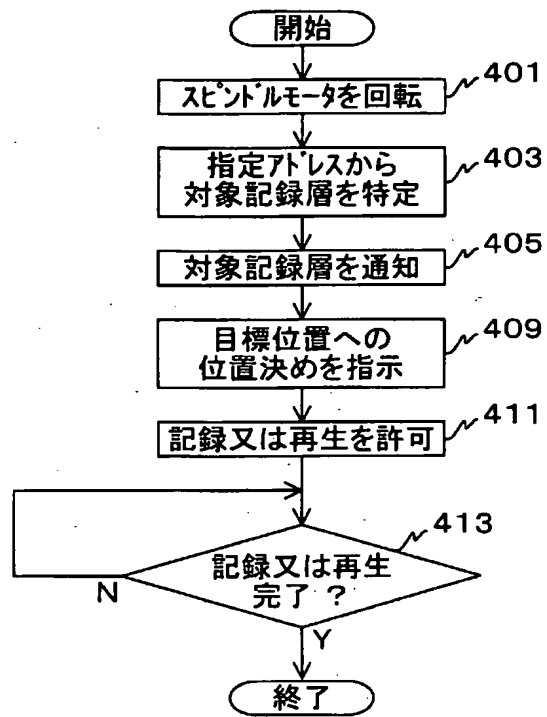 開始
スピンドルモータを回転
401
指定アドレスから
対象記録層を特定
403
対象記録層を通知
405
目標位置への
位置決めを指示
409
記録又は再生を許可
411
記録又は再生
完了？
413
N
Y
終了